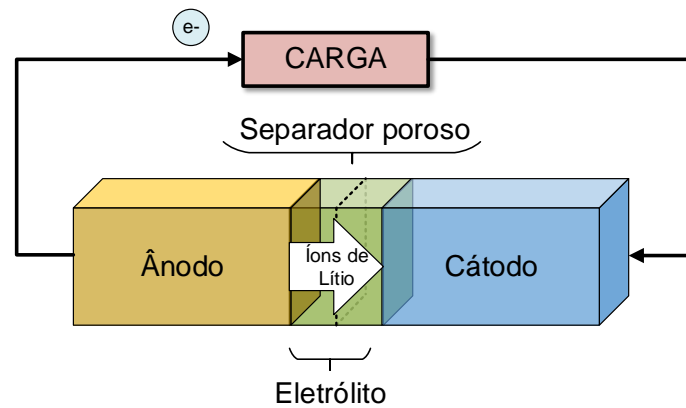 e-
CARGA
Separador poroso
Ânodo
Íons de
Lítio
Cátodo
Eletrólito